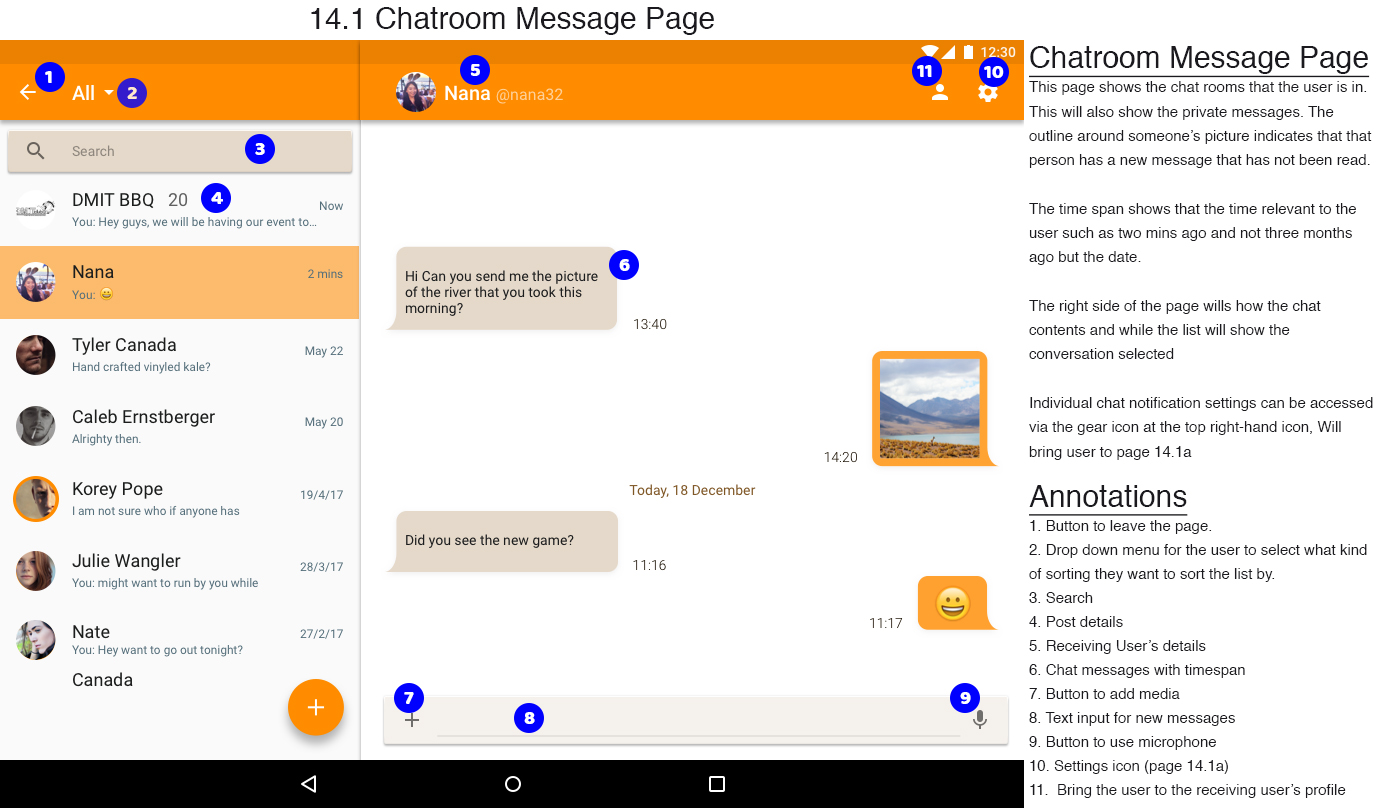 14.1 Chatroom Message Page
12:30
1
All
2
5
Nana @nana32
11
10
Search
3
DMIT BBQ 20
4
Now
You: Hey guys, we will be having our event to...
Nana
2 mins
You: 😀
Tyler Canada
May 22
Hand crafted vinyled kale?
Caleb Ernstberger
May 20
Alrighty then.
Korey Pope
19/4/17
I am not sure who if anyone has
Julie Wangler
28/3/17
You: might want to run by you while
Nate
27/2/17
You: Hey want to go out tonight?
Canada
6
Hi Can you send me the picture
of the river that you took this
morning?
13:40
14:20
Today, 18 December
Did you see the new game?
11:16
11:17
7
8
9
Chatroom Message Page
This page shows the chat rooms that the user is in.
This will also show the private messages. The
outline around someone's picture indicates that that
person has a new message that has not been read.
The time span shows that the time relevant to the
user such as two mins ago and not three months
ago but the date.
The right side of the page wills how the chat
contents and while the list will show the
conversation selected
Individual chat notification settings can be accessed
via the gear icon at the top right-hand icon, Will
bring user to page 14.1a
Annotations
1. Button to leave the page.
2. Drop down menu for the user to select what kind
of sorting they want to sort the list by.
3. Search
4. Post details
5. Receiving User's details
6. Chat messages with timespan
7. Button to add media
8. Text input for new messages
9. Button to use microphone
10. Settings icon (page 14.1a)
11. Bring the user to the receiving user's profile